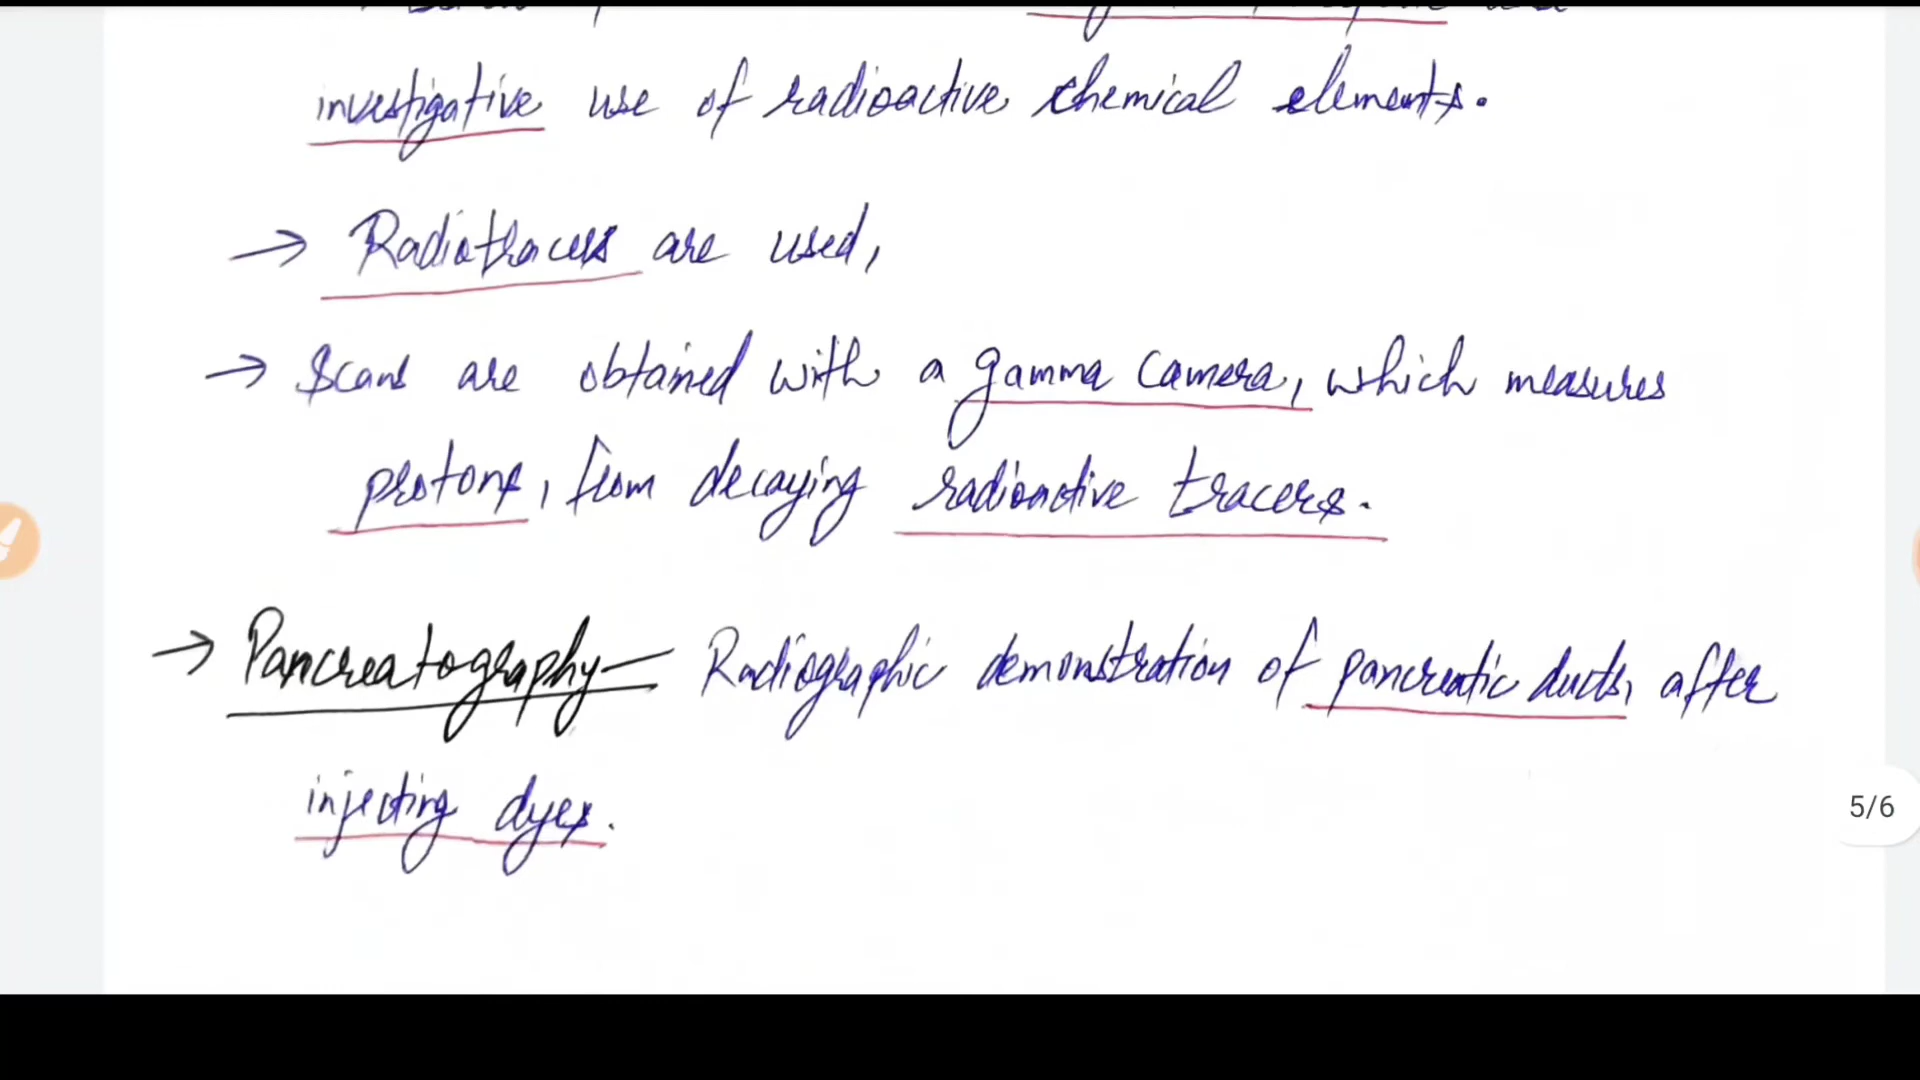 investigative use of radioactive chemical elements.
→ Radiotracers are used,
→ Scans are obtained with a gamma camera, which measures
protons, from decaying radioactive tracers.
→ Pancreatography — Radiographic demonstration of pancreatic ducts, after
injecting dyes.
5/6